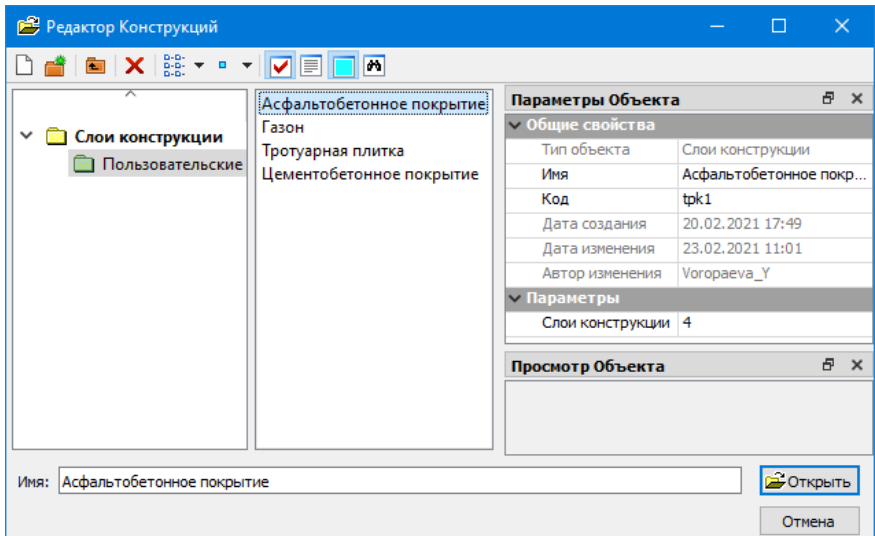 Редактор Конструкций
Слои конструкции
Пользовательские
Асфальтобетонное покрытие
Газон
Тротуарная плитка
Цементобетонное покрытие
Параметры Объекта
Общие свойства
Тип объекта Слои конструкции
Имя Асфальтобетонное покр...
Код tpk1
Дата создания 20.02.2021 17:49
Дата изменения 23.02.2021 11:01
Автор изменения Voropaeva_Y
Параметры
Слои конструкции 4
Просмотр Объекта
Имя: Асфальтобетонное покрытие
Открыть
Отмена